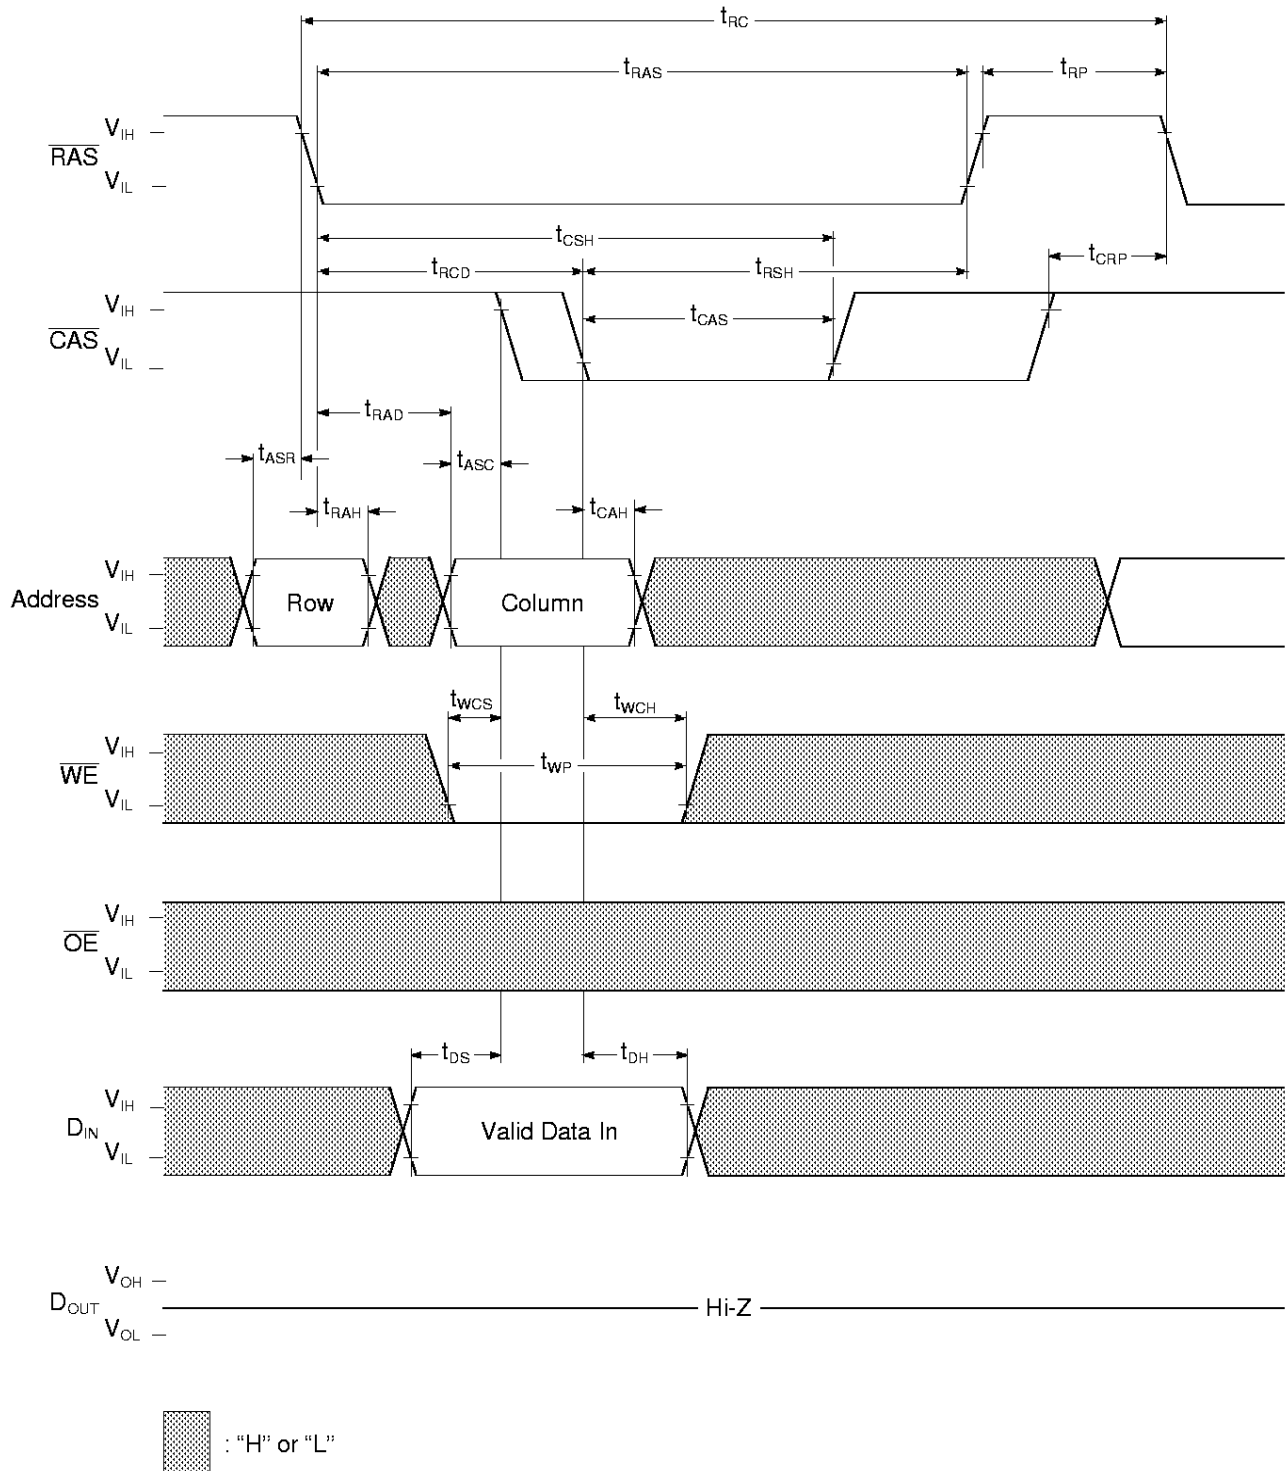 tRC
tRAS
tRP
VIH
RAS
VIL
tCSH
tRCD
tRSH
tCRP
VIH
CAS
VIL
tCAS
tRAD
tASR
tASC
tRAH
tCAH
VIH
Address
VIL
Row
Column
tWCS
tWCH
VIH
WE
VIL
tWP
VIH
OE
VIL
tDS
tDH
VIH
DIN
VIL
Valid Data In
VOH
DOUT
VOL
Hi-Z
: “H” or “L”